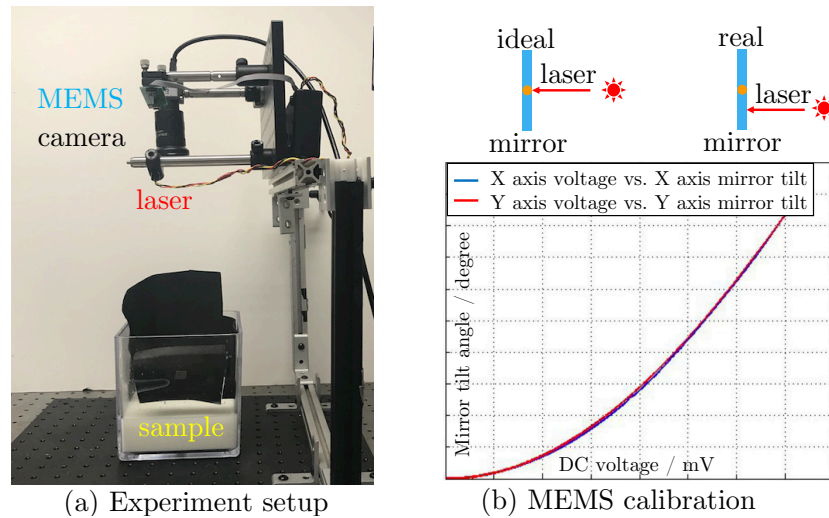 MEMS
camera
laser
sample
(a) Experiment setup
ideal
laser
mirror
real
laser
mirror
X axis voltage vs. X axis mirror tilt
Y axis voltage vs. Y axis mirror tilt
Mirror tilt angle / degree
DC voltage / mV
(b) MEMS calibration